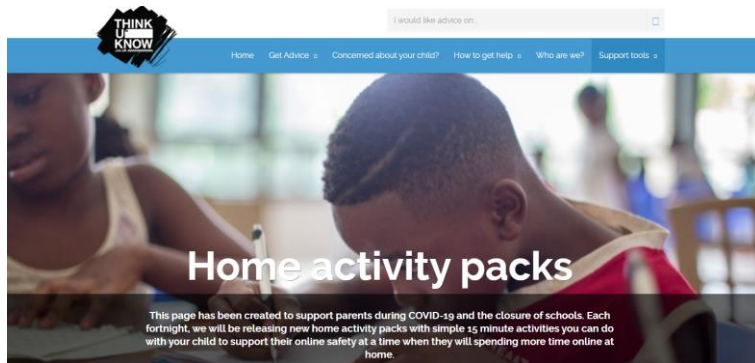 THINK
U
KNOW
I would like advice on...
Home Get Advice Concerned about your child? How to get help Who are we? Support tools
Home activity packs
This page has been created to support parents during COVID-19 and the closure of schools. Each
fortnight, we will be releasing new home activity packs with simple 15 minute activities you can do
with your child to support their online safety at a time when they will spending more time online at
home.